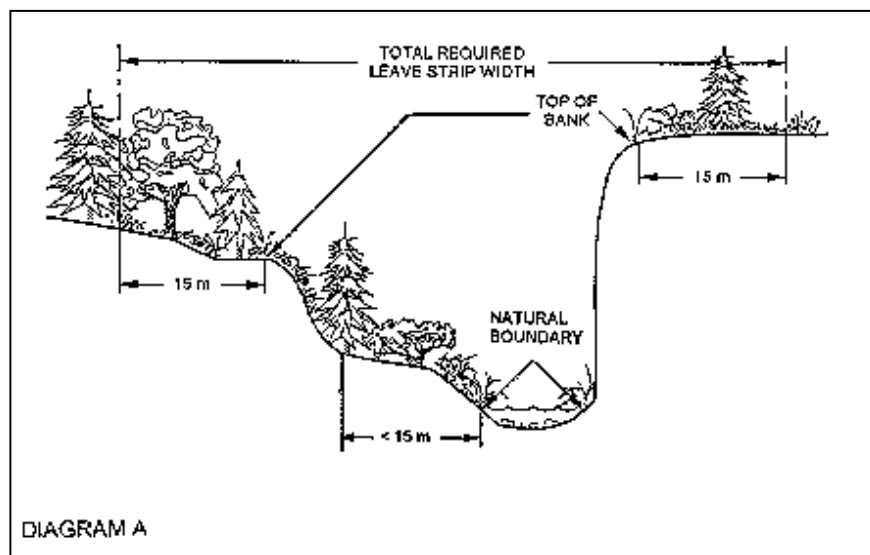 TOTAL REQUIRED
LEAVE STRIP WIDTH
TOP OF
BANK
15 m
15 m
NATURAL
BOUNDARY
< 15 m
DIAGRAM A